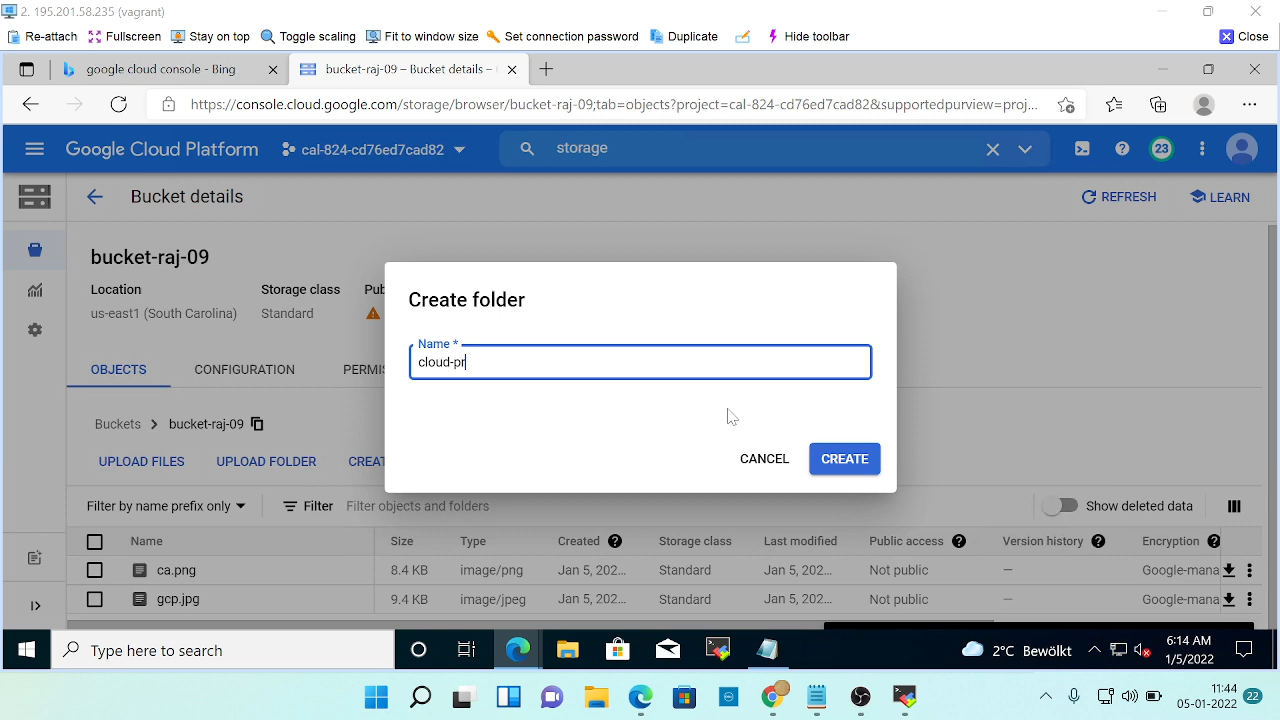 2. 195.201.58.235 (vagrant)
Re-attach Fullscreen Stay on top Toggle scaling Fit to window size Set connection password Duplicate Hide toolbar Close
google cloud console - Bing bucket-raj-09 – Bucket details –
https://console.cloud.google.com/storage/browser/bucket-raj-09;tab=objects?project=cal-824-cd76ed7cad82&supportedpurview=proj...
Google Cloud Platform cal-824-cd76ed7cad82 storage 23
Bucket details REFRESH LEARN
bucket-raj-09
Location Storage class Pub
us-east1 (South Carolina) Standard
Create folder
Name *
cloud-pr
CANCEL CREATE
OBJECTS CONFIGURATION PERMIS
Buckets > bucket-raj-09
UPLOAD FILES UPLOAD FOLDER CREAT
Filter by name prefix only Filter Filter objects and folders Show deleted data
Name Size Type Created Storage class Last modified Public access Version history Encryption
ca.png 8.4 KB image/png Jan 5, 202... Standard Jan 5, 202... Not public — Google-mana
gcp.jpg 9.4 KB image/jpeg Jan 5, 202... Standard Jan 5, 202... Not public — Google-mana
Type here to search 2°C Bewölkt 6:14 AM
1/5/2022
11:44
05-01-2022 22